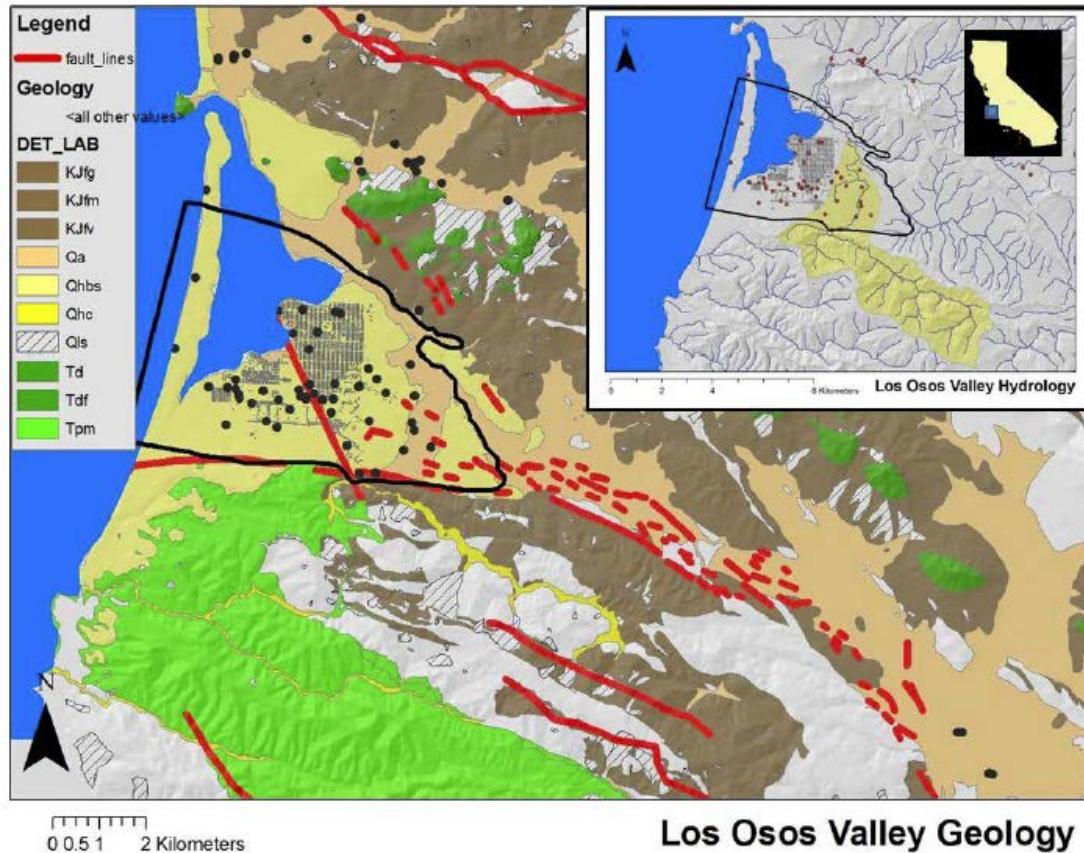 Legend
fault_lines
Geology
<all other values>
DET_LAB
KJfg
KJfm
KJfv
Qa
Qhbs
Qhc
Qls
Td
Tdf
Tpm
N
0 2 4 8 Kilometers
Los Osos Valley Hydrology
N
0 0.5 1 2 Kilometers
Los Osos Valley Geology